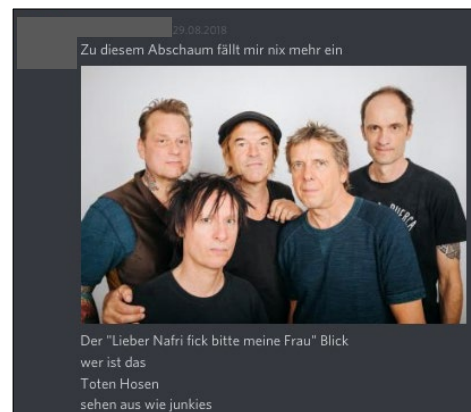 29.08.2018
Zu diesem Abschaum fällt mir nix mehr ein
Der "Lieber Nafri fick bitte meine Frau" Blick
wer ist das
Toten Hosen
sehen aus wie junkies